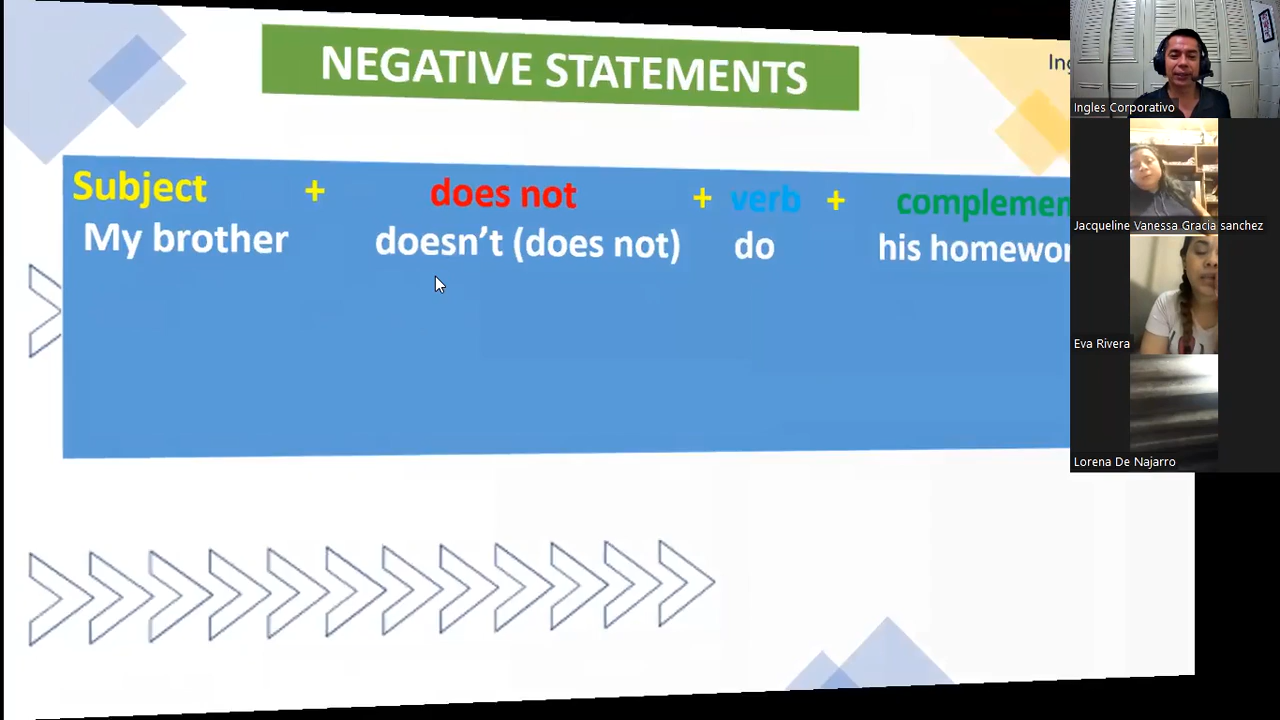 NEGATIVE STATEMENTS
Subject + does not + verb + complemen
My brother doesn't (does not) do his homewor
Ingles Corporativo
Jacqueline Vanessa Gracia sanchez
Eva Rivera
Lorena De Najarro